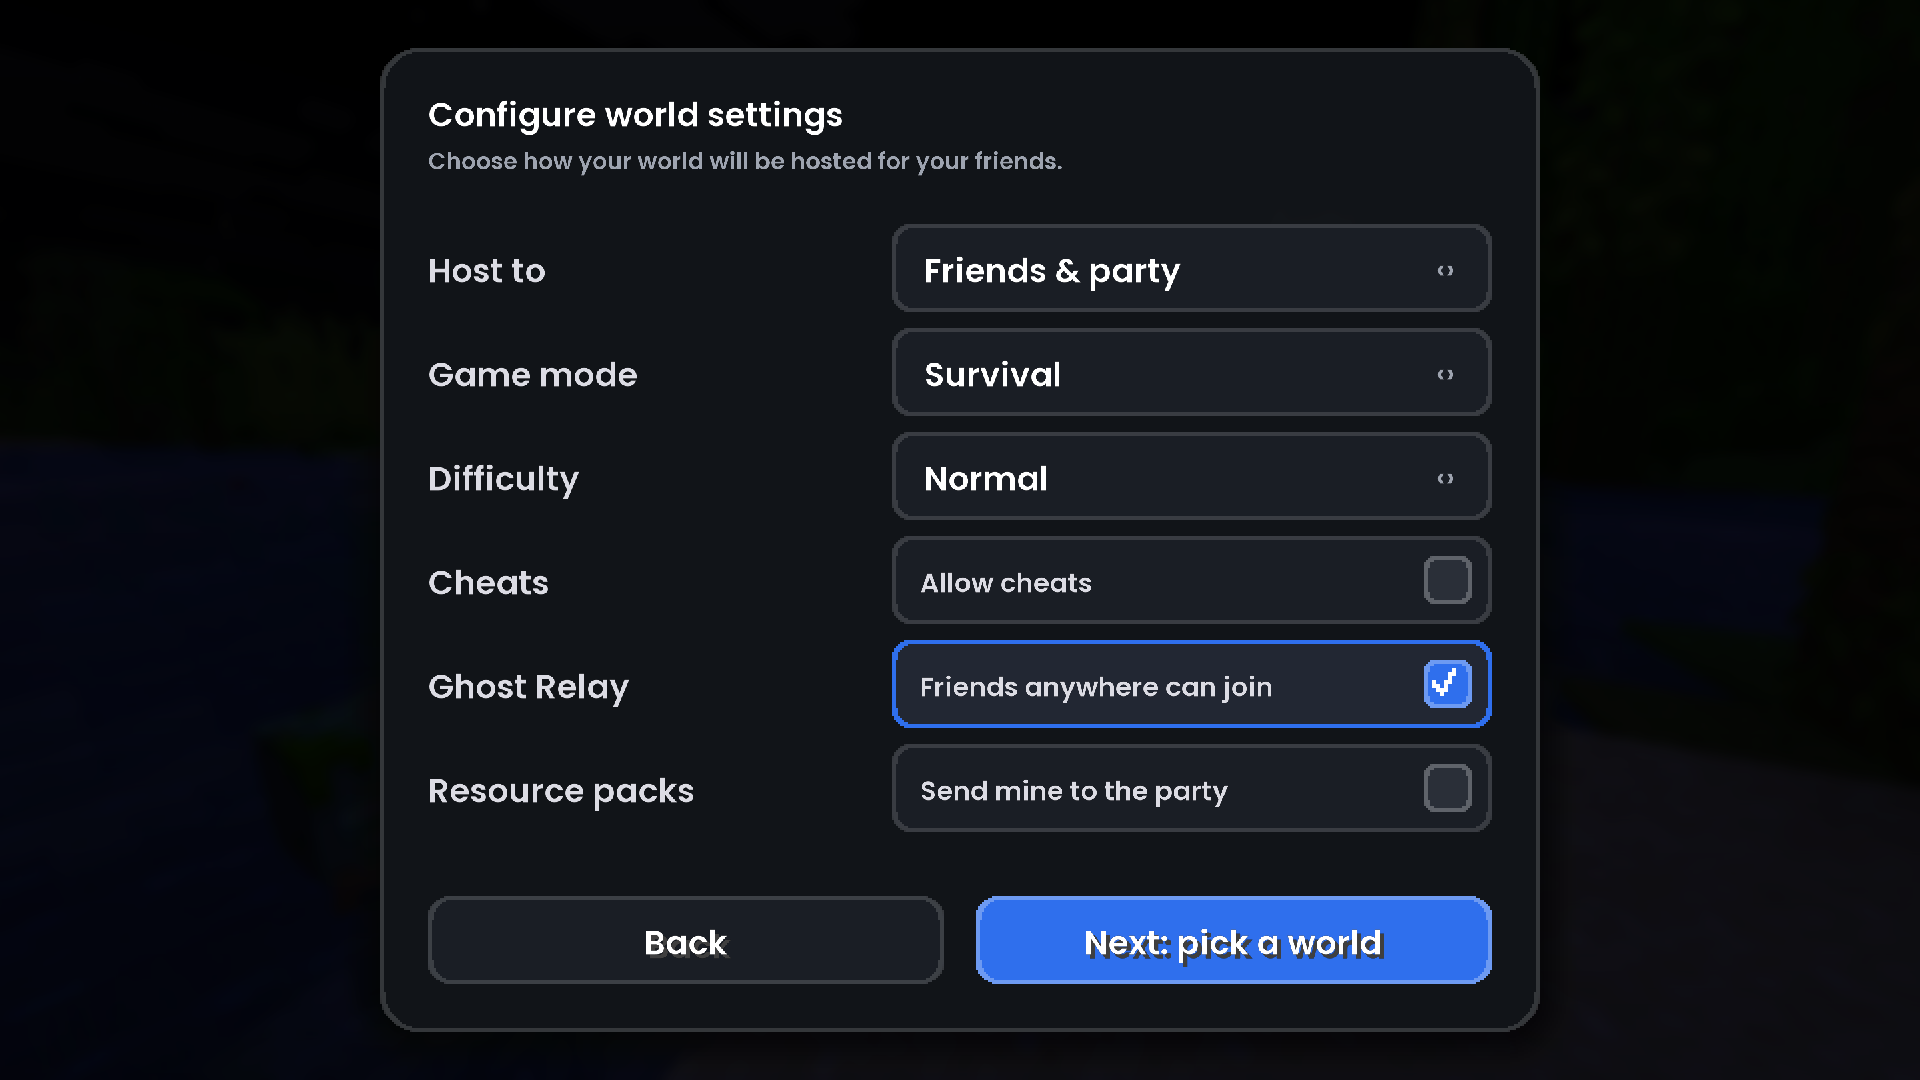 Configure world settings
Choose how your world will be hosted for your friends.
Host to
Friends & party
Game mode
Survival
Difficulty
Normal
Cheats
Allow cheats
Ghost Relay
Friends anywhere can join
Resource packs
Send mine to the party
Back
Next: pick a world